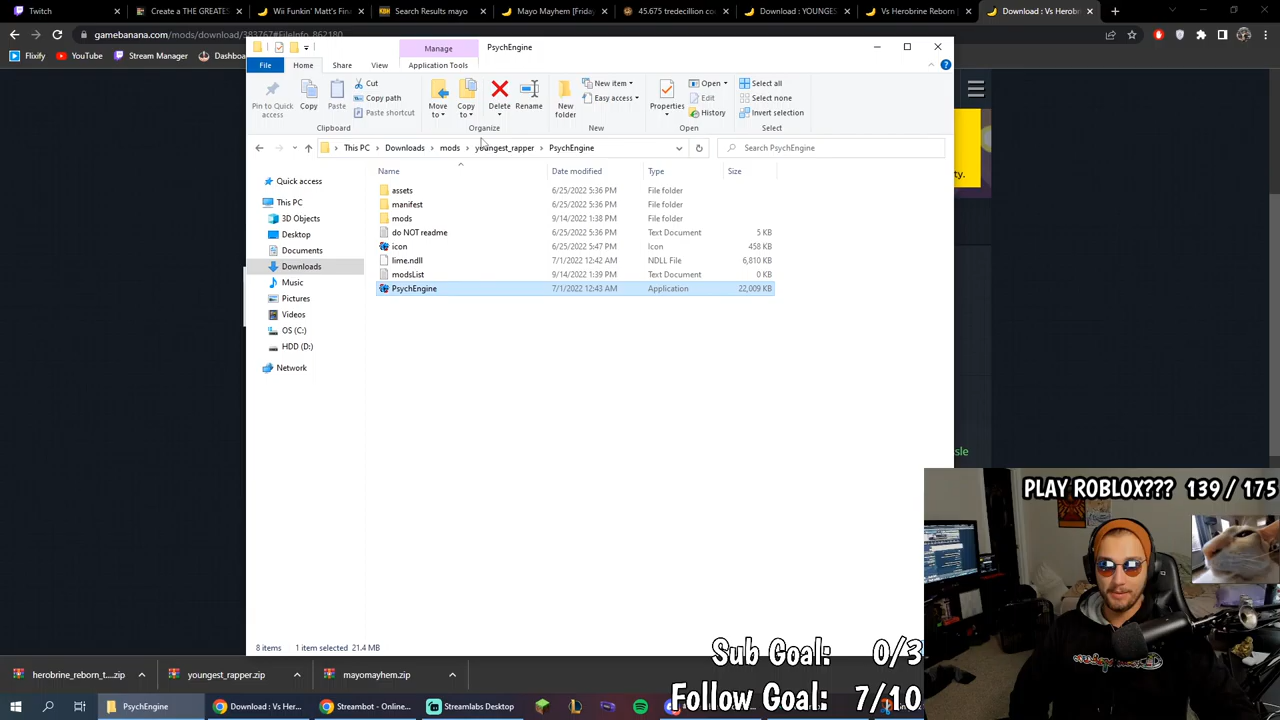 Twitch
Create a THE GREATES
Wii Funkin' Matt's Fina
Search Results mayo
Mayo Mayhem [Friday
45.675 tredecillion co
Download : YOUNGES
Vs Herobrine Reborn [
Download : Vs Herobri
gamebanana.com/mods/download/383767#FileInfo_862180
Flixify
YouTube
Stream Manager
Manage
PsychEngine
File
Home
Share
View
Application Tools
Pin to Quick access
Copy
Paste
Cut
Copy path
Paste shortcut
Move to
Copy to
Delete
Rename
New folder
New item
Easy access
Properties
Open
Edit
History
Select all
Select none
Invert selection
Clipboard
Organize
New
Open
Select
This PC > Downloads > mods > youngest_rapper > PsychEngine
Search PsychEngine
ty.
Name Date modified Type Size
Quick access
This PC
3D Objects
Desktop
Documents
Downloads
Music
Pictures
Videos
OS (C:)
HDD (D:)
Network
assets 6/25/2022 5:36 PM File folder
manifest 6/25/2022 5:36 PM File folder
mods 9/14/2022 1:38 PM File folder
do NOT readme 6/25/2022 5:36 PM Text Document 5 KB
icon 6/25/2022 5:47 PM Icon 458 KB
lime.ndll 7/1/2022 12:42 AM NDLL File 6,810 KB
modsList 9/14/2022 1:39 PM Text Document 0 KB
PsychEngine 7/1/2022 12:43 AM Application 22,009 KB
sle
PLAY ROBLOX??? 139 / 175
8 items 1 item selected 21.4 MB
Sub Goal: 0/3
Follow Goal: 7/10
herobrine_reborn_t....zip
youngest_rapper.zip
mayomayhem.zip
PsychEngine
Download : Vs Her...
Streambot - Online...
Streamlabs Desktop